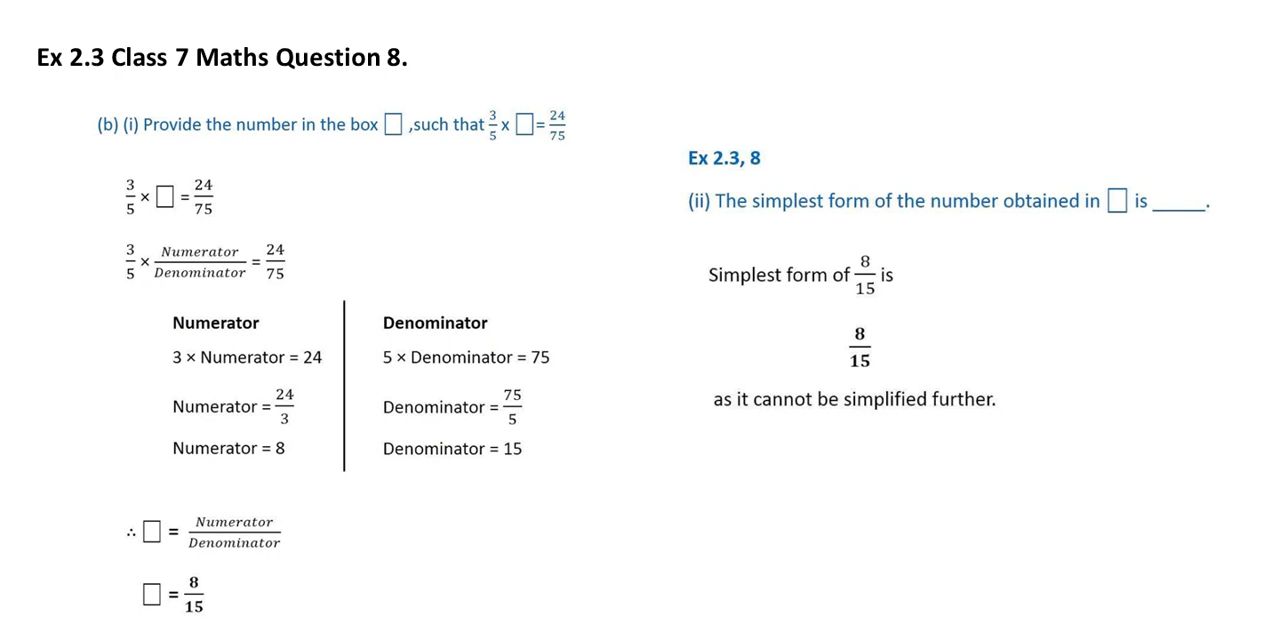 Ex 2.3 Class 7 Maths Question 8.
(b) (i) Provide the number in the box □ ,such that 3/5 x □= 24/75
3/5 × □ = 24/75
3/5 × Numerator/Denominator = 24/75
Numerator
3 × Numerator = 24
Numerator = 24/3
Numerator = 8
Denominator
5 × Denominator = 75
Denominator = 75/5
Denominator = 15
∴ □ = Numerator/Denominator
□ = 8/15
Ex 2.3, 8
(ii) The simplest form of the number obtained in □ is _____.
Simplest form of 8/15 is
8/15
as it cannot be simplified further.